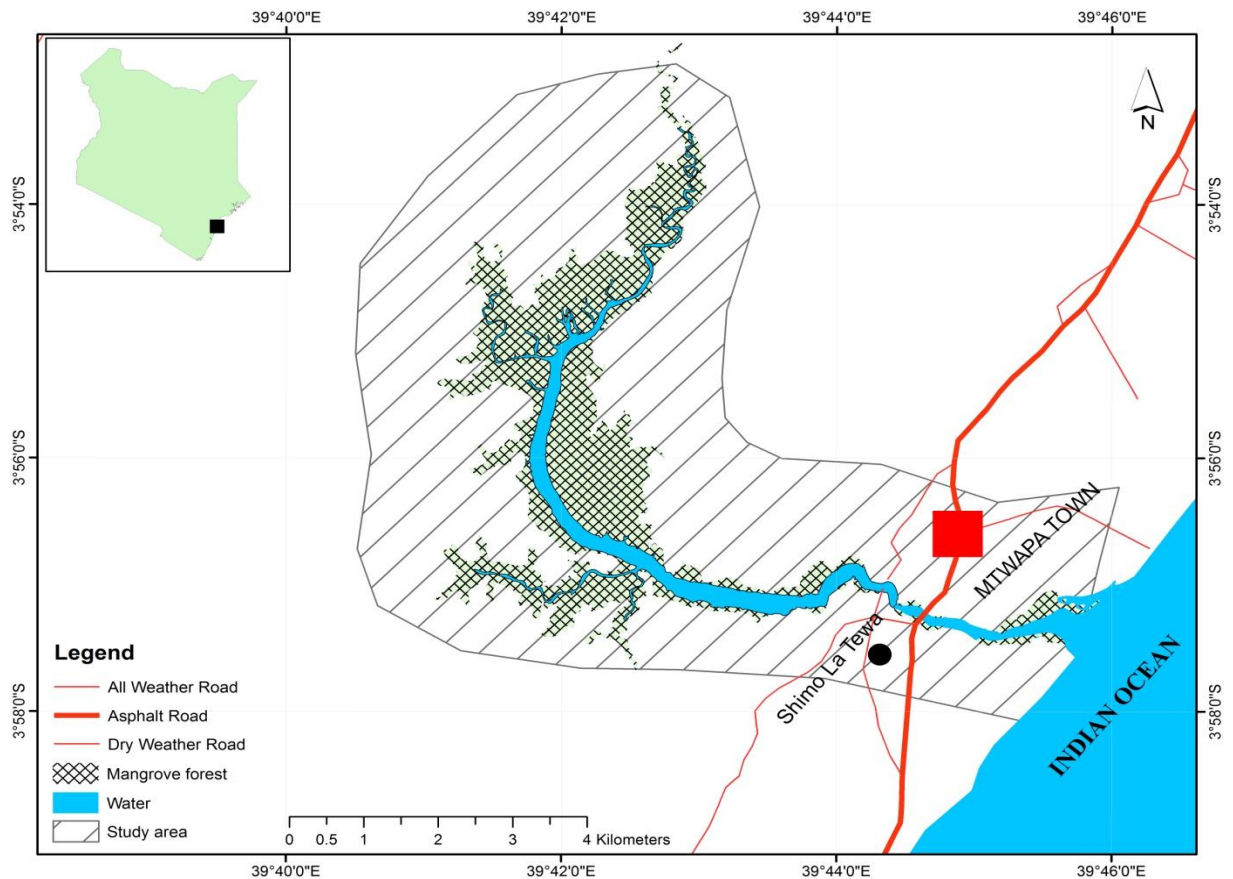 39°40'0"E
39°42'0"E
39°44'0"E
39°46'0"E
N
3°54'0"S
3°54'0"S
3°56'0"S
3°56'0"S
MTWAPA TOWN
Shimo La Tewa
INDIAN OCEAN
3°58'0"S
3°58'0"S
Legend
All Weather Road
Asphalt Road
Dry Weather Road
Mangrove forest
Water
Study area
0 0.5 1 2 3 4 Kilometers
39°40'0"E
39°42'0"E
39°44'0"E
39°46'0"E